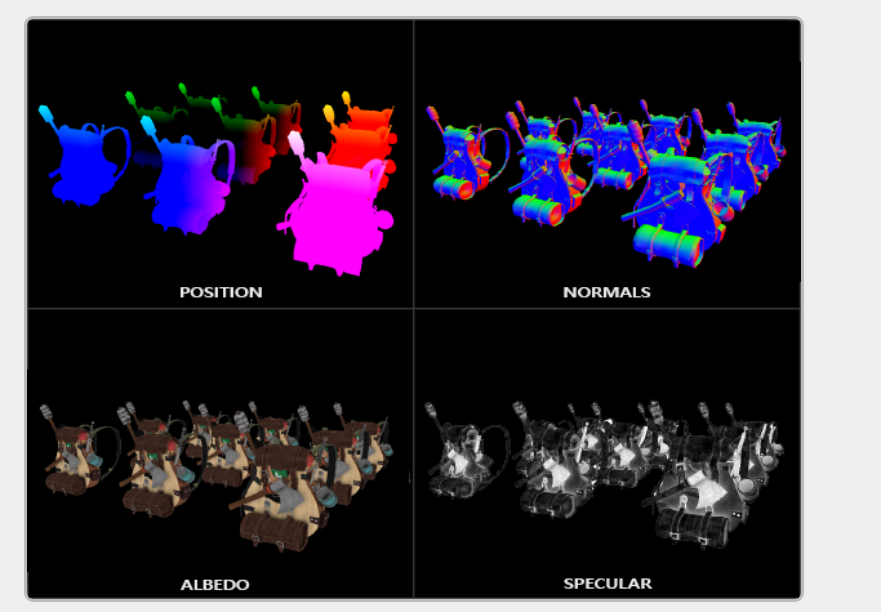 POSITION
NORMALS
ALBEDO
SPECULAR